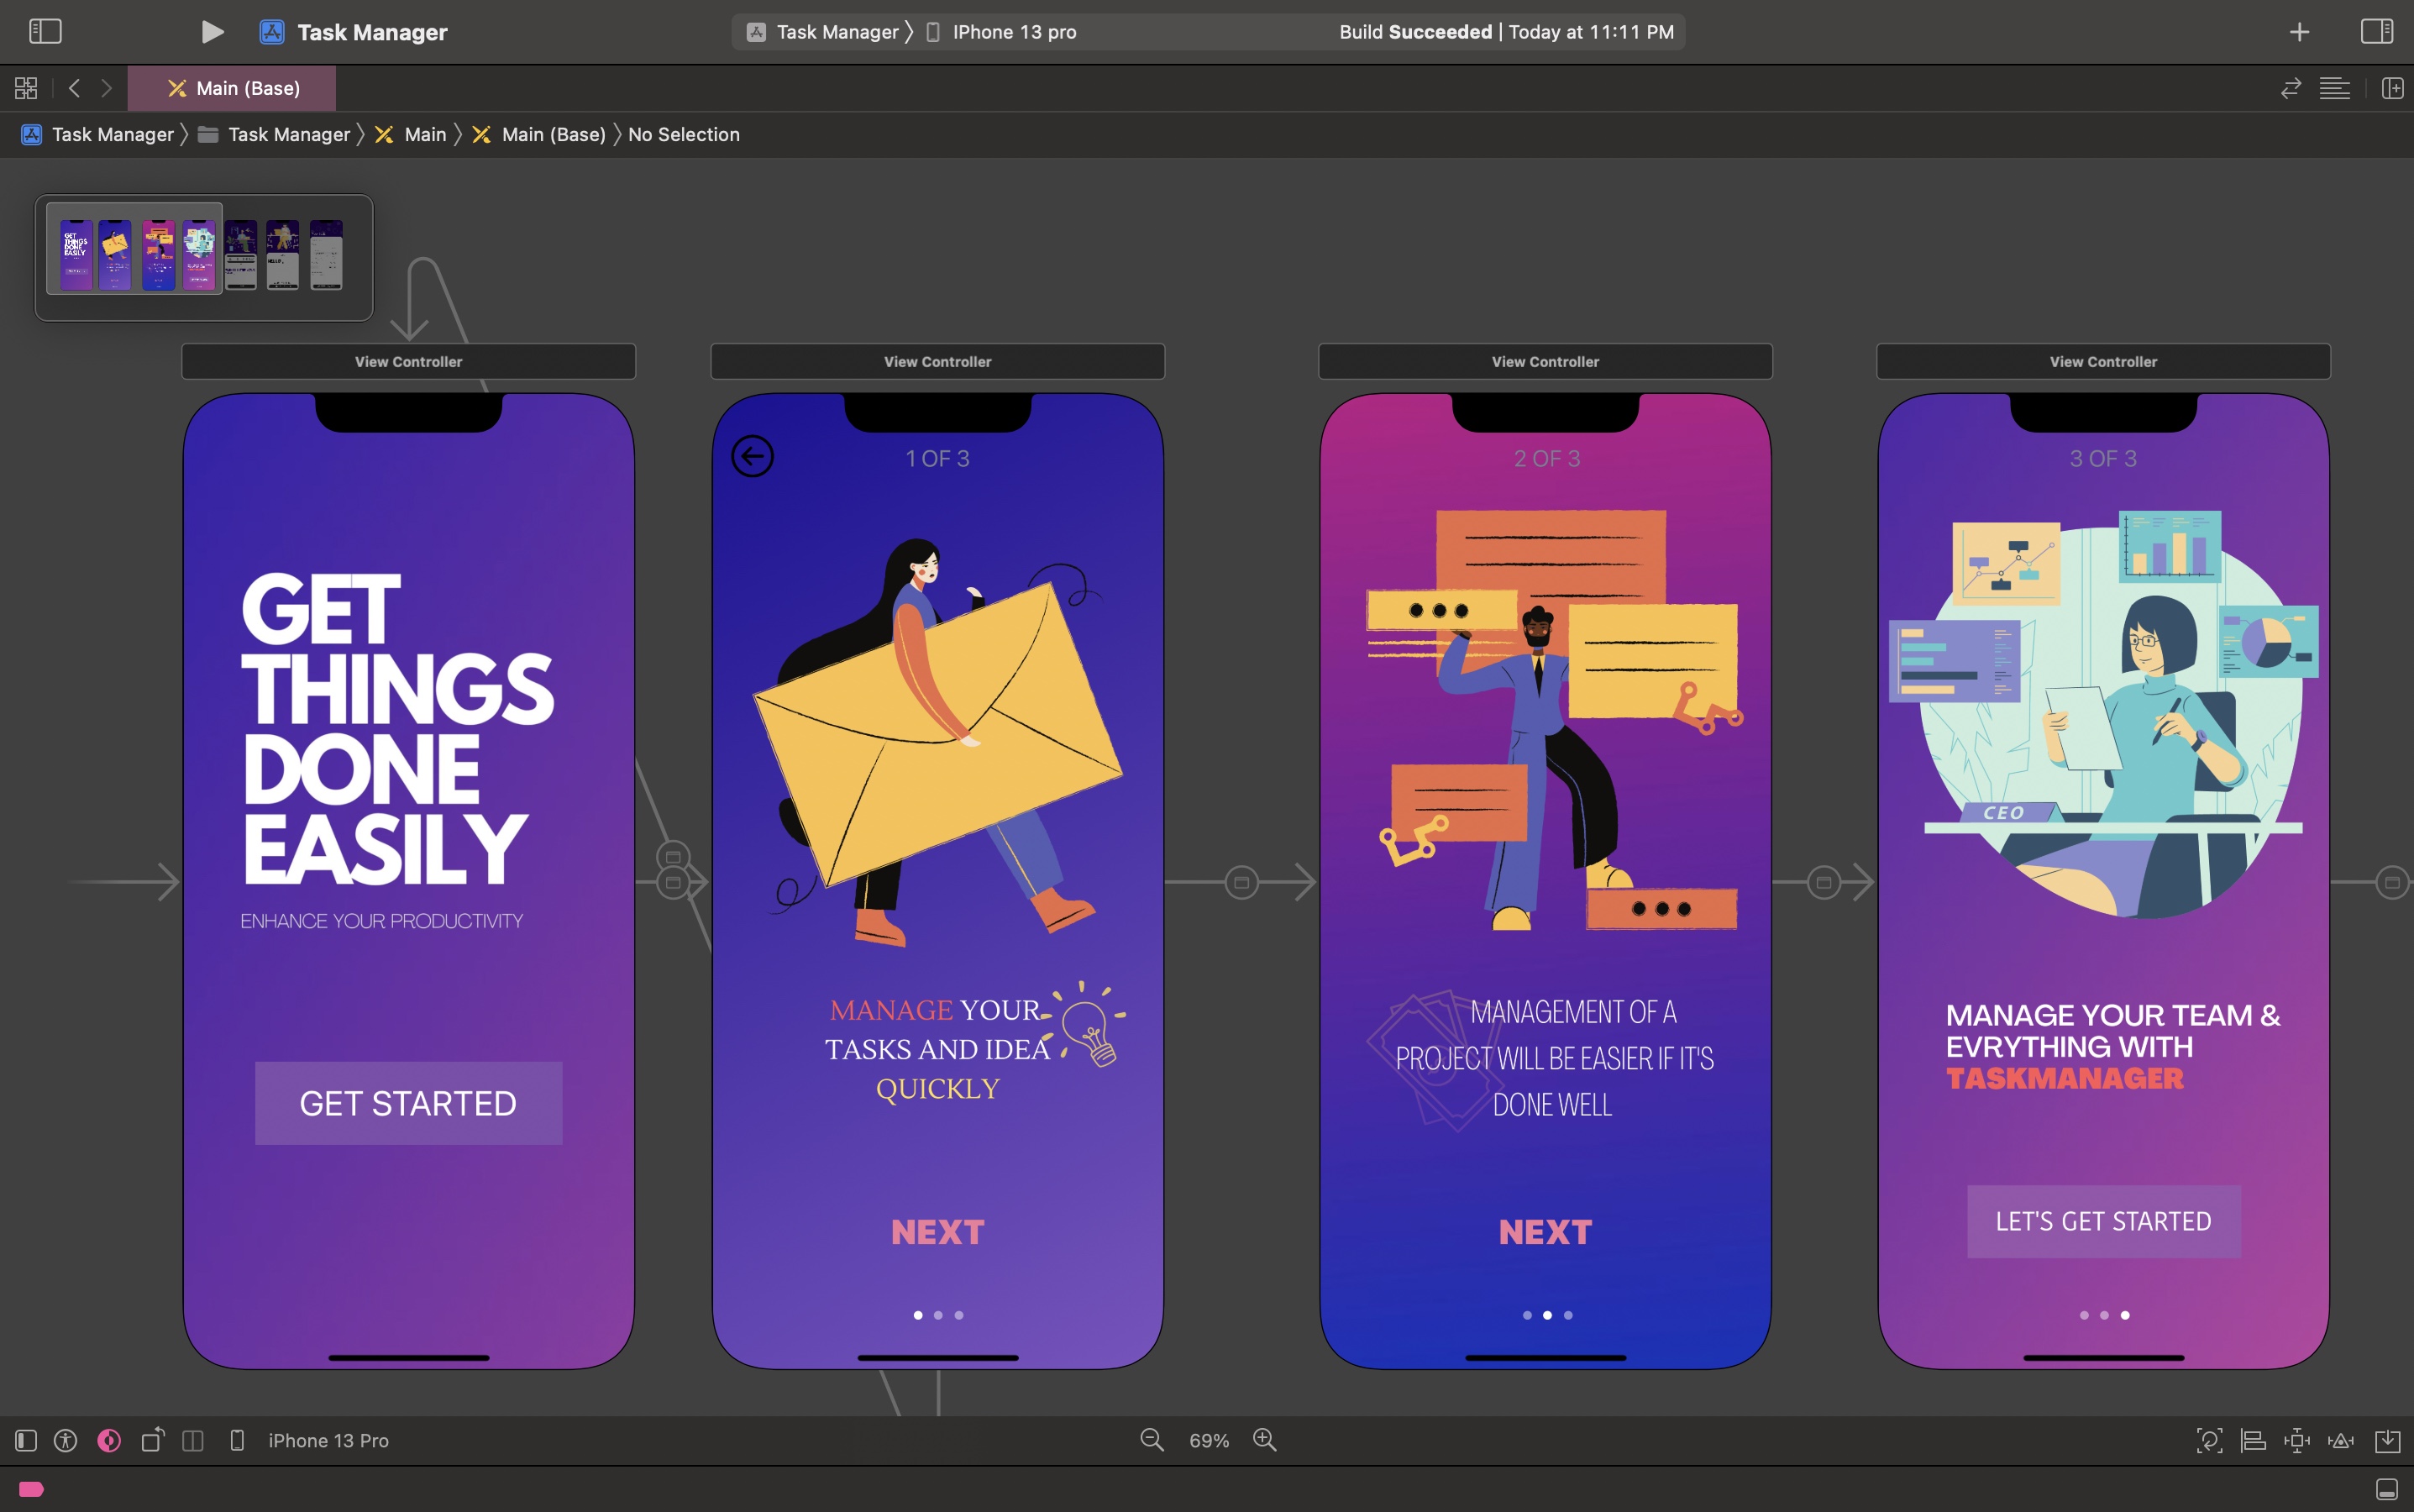 Task Manager
Task Manager
IPhone 13 pro
Build Succeeded | Today at 11:11 PM
Main (Base)
Task Manager
Task Manager
Main
Main (Base)
No Selection
GET
THINGS
DONE
EASILY
View Controller
View Controller
View Controller
View Controller
GET
THINGS
DONE
EASILY
ENHANCE YOUR PRODUCTIVITY
GET STARTED
1 OF 3
MANAGE YOUR
TASKS AND IDEA
QUICKLY
NEXT
2 OF 3
MANAGEMENT OF A
PROJECT WILL BE EASIER IF IT'S
DONE WELL
NEXT
3 OF 3
CEO
MANAGE YOUR TEAM &
EVRYTHING WITH
TASKMANAGER
LET'S GET STARTED
iPhone 13 Pro
69%